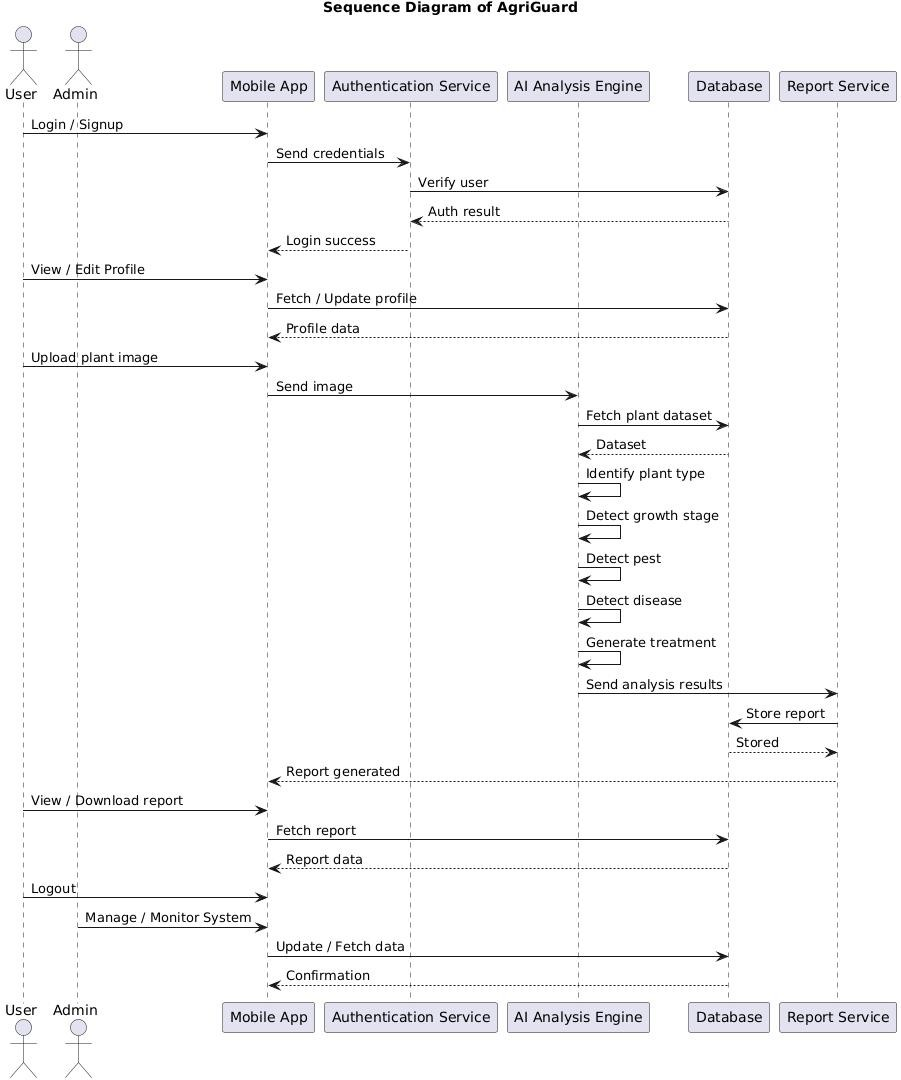 Sequence Diagram of AgriGuard
User
Admin
Mobile App
Authentication Service
AI Analysis Engine
Database
Report Service
Login / Signup
Send credentials
Verify user
Auth result
Login success
View / Edit Profile
Fetch / Update profile
Profile data
Upload plant image
Send image
Fetch plant dataset
Dataset
Identify plant type
Detect growth stage
Detect pest
Detect disease
Generate treatment
Send analysis results
Store report
Stored
Report generated
View / Download report
Fetch report
Report data
Logout
Manage / Monitor System
Update / Fetch data
Confirmation
User
Admin
Mobile App
Authentication Service
AI Analysis Engine
Database
Report Service